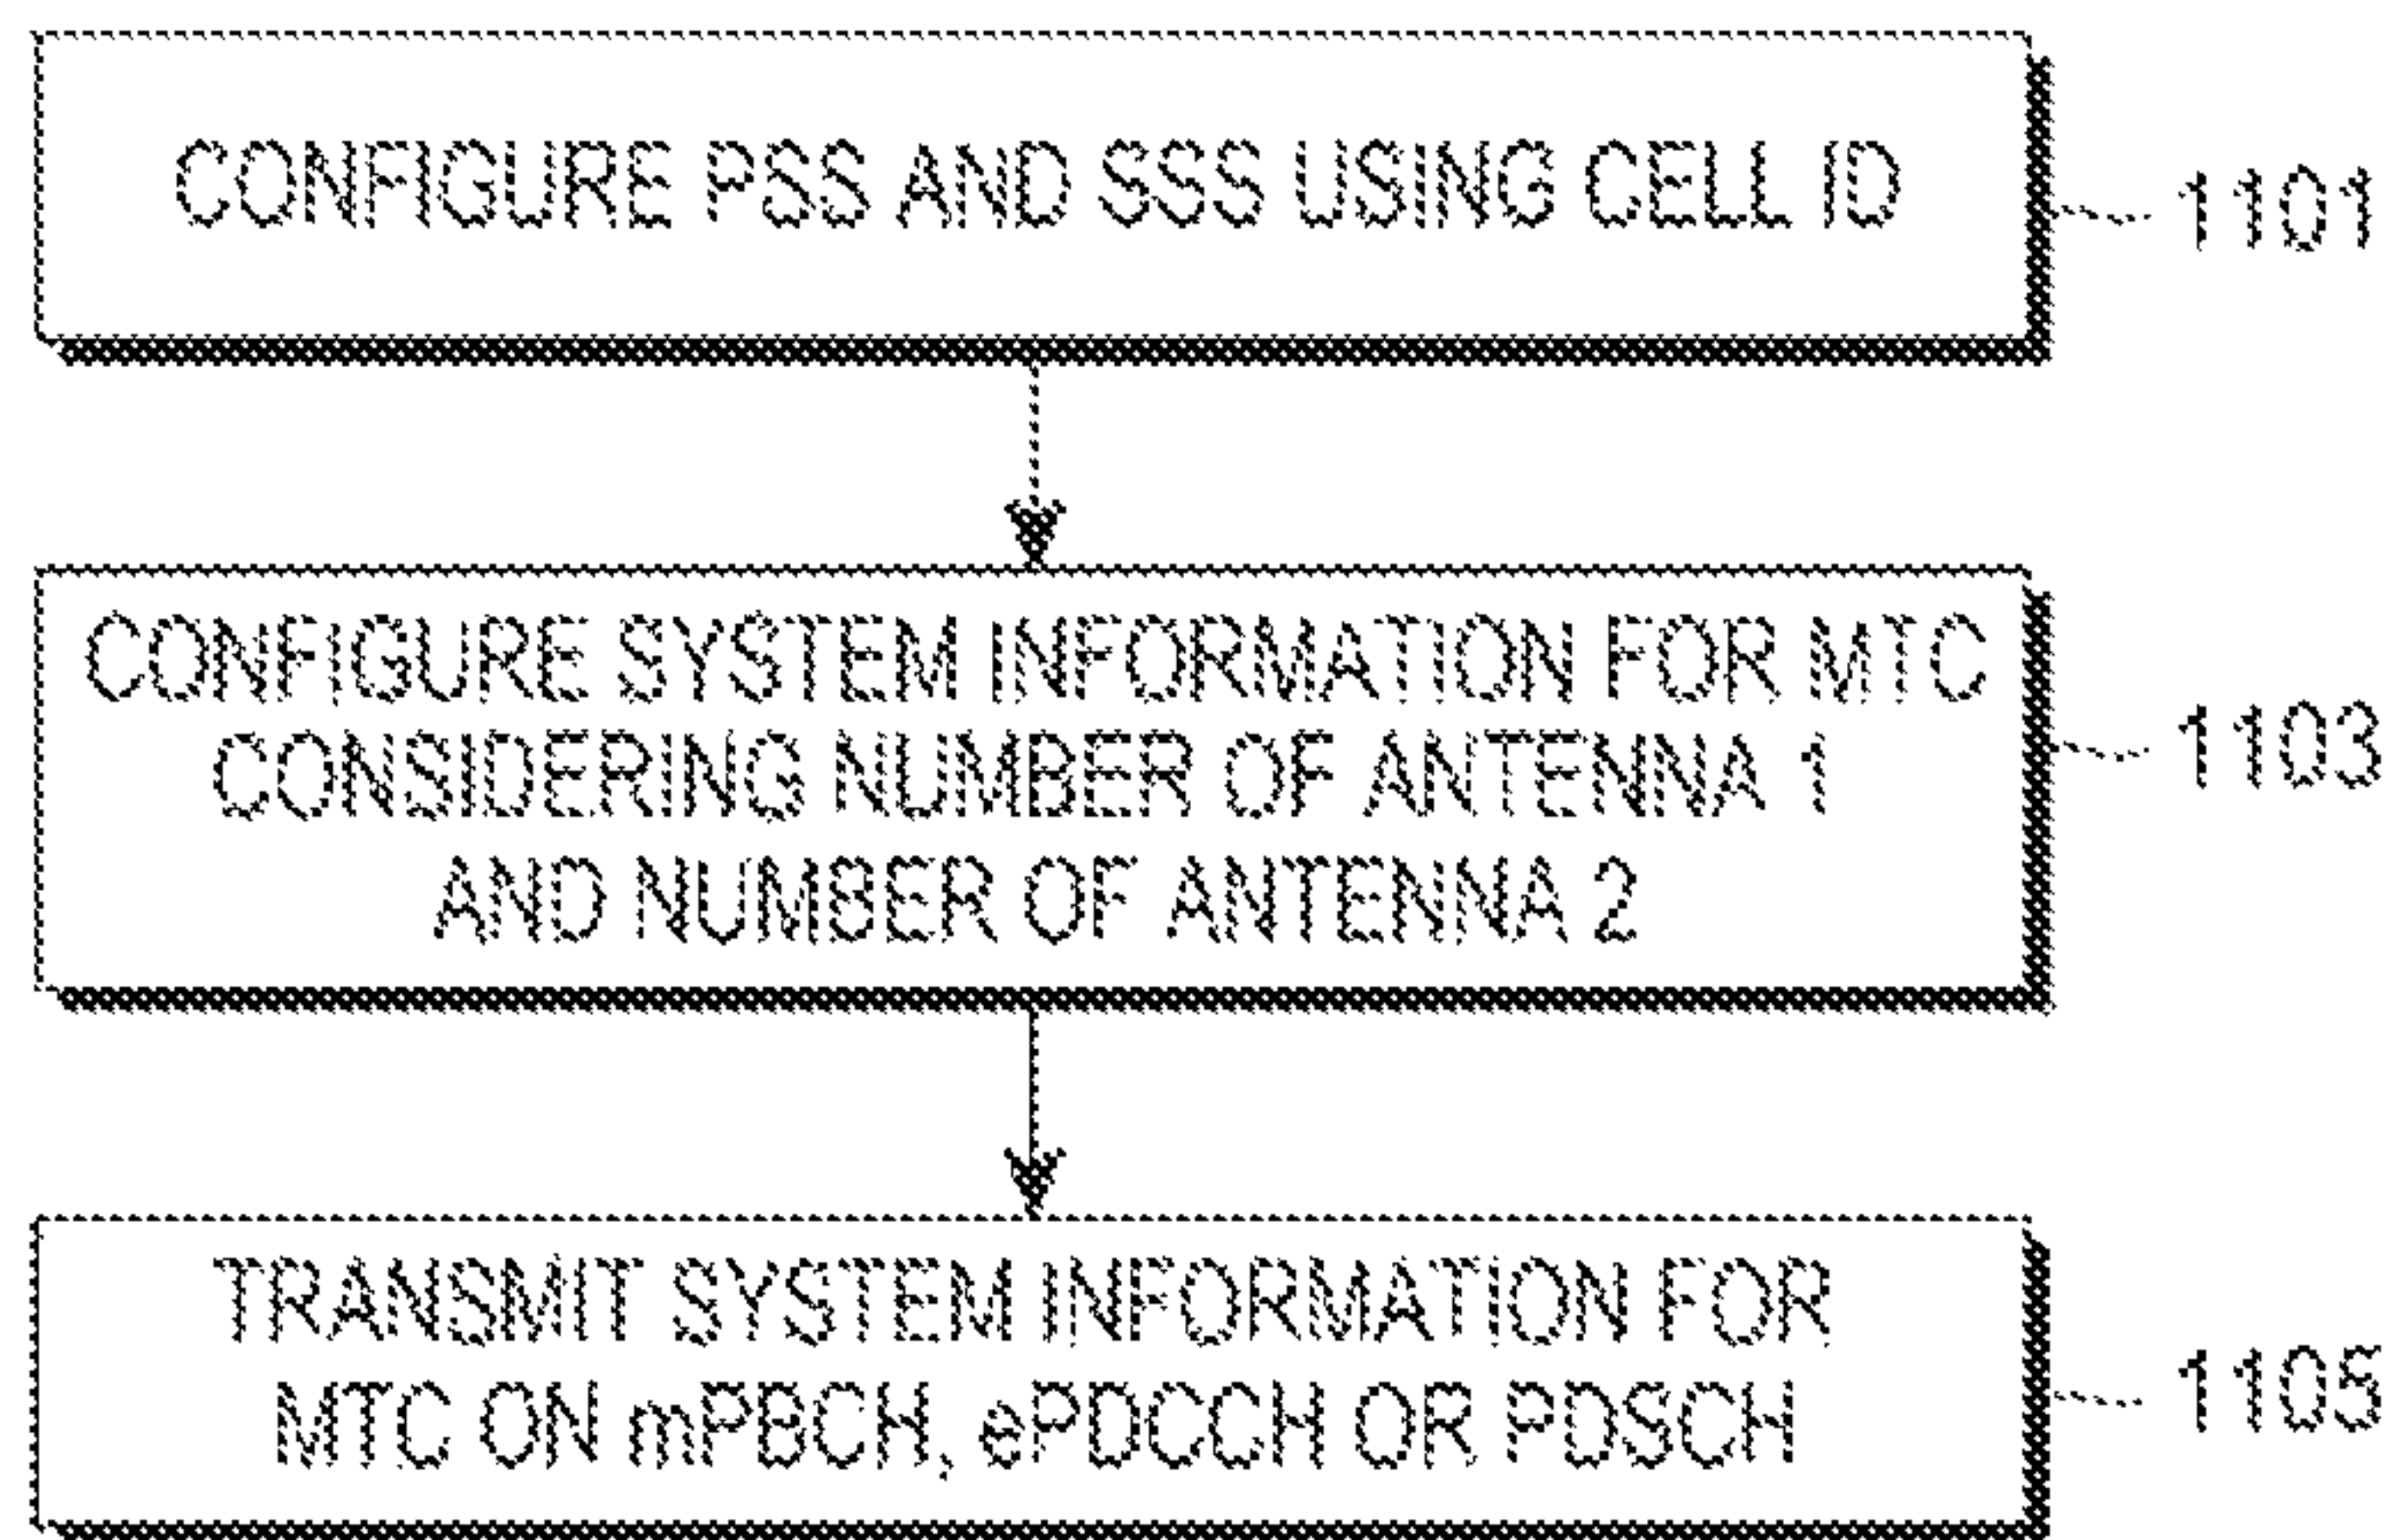 CONFIGURE PSS AND SSS USING CELL ID
1101
CONFIGURE SYSTEM INFORMATION FOR MTC
CONSIDERING NUMBER OF ANTENNA 1
AND NUMBER OF ANTENNA 2
1103
TRANSMIT SYSTEM INFORMATION FOR
MTC ON mPBCH, ePDCCH OR PDSCH
1105